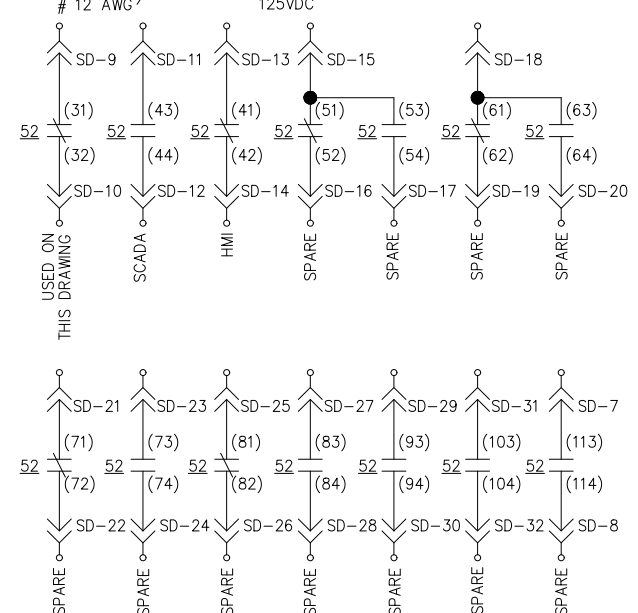 # 12 AWG
125VDC
SD-9 SD-11 SD-13 SD-15 SD-18
(31) (43) (41) (51) (53) (61) (63)
52 52 52 52 52 52 52
(32) (44) (42) (52) (54) (62) (64)
SD-10 SD-12 SD-14 SD-16 SD-17 SD-19 SD-20
USED ON
THIS DRAWING
SCADA
HMI
SPARE
SPARE
SPARE
SPARE
SD-21 SD-23 SD-25 SD-27 SD-29 SD-31 SD-7
(71) (73) (81) (83) (93) (103) (113)
52 52 52 52 52 52 52
(72) (74) (82) (84) (94) (104) (114)
SD-22 SD-24 SD-26 SD-28 SD-30 SD-32 SD-8
SPARE
SPARE
SPARE
SPARE
SPARE
SPARE
SPARE